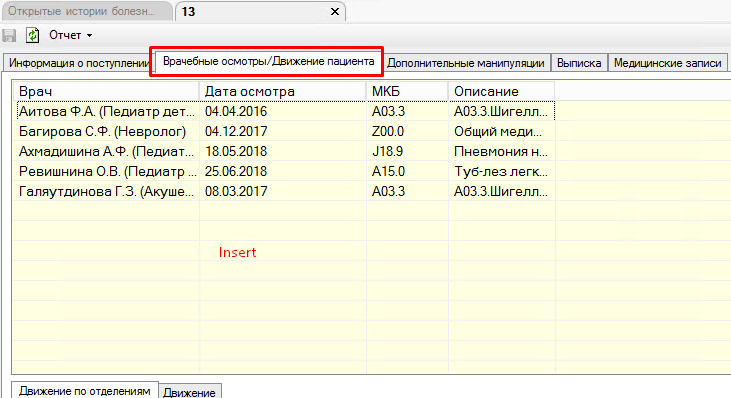 Открытые истории болезн... 13
Отчет
Информация о поступлении Врачебные осмотры/Движение пациента Дополнительные манипуляции Выписка Медицинские записи
Врач Дата осмотра МКБ Описание
Аитова Ф.А. (Педиатр дет... 04.04.2016 A03.3 A03.3.Шигелл...
Багирова С.Ф. (Невролог) 04.12.2017 Z00.0 Общий меди...
Ахмадишина А.Ф. (Педиат... 18.05.2018 J18.9 Пневмония н...
Ревишнина О.В. (Педиатр ... 25.06.2018 A15.0 Туб-лез легк...
Галяутдинова Г.З. (Акуше... 08.03.2017 A03.3 A03.3.Шигелл...
Insert
Движение по отделениям Движение